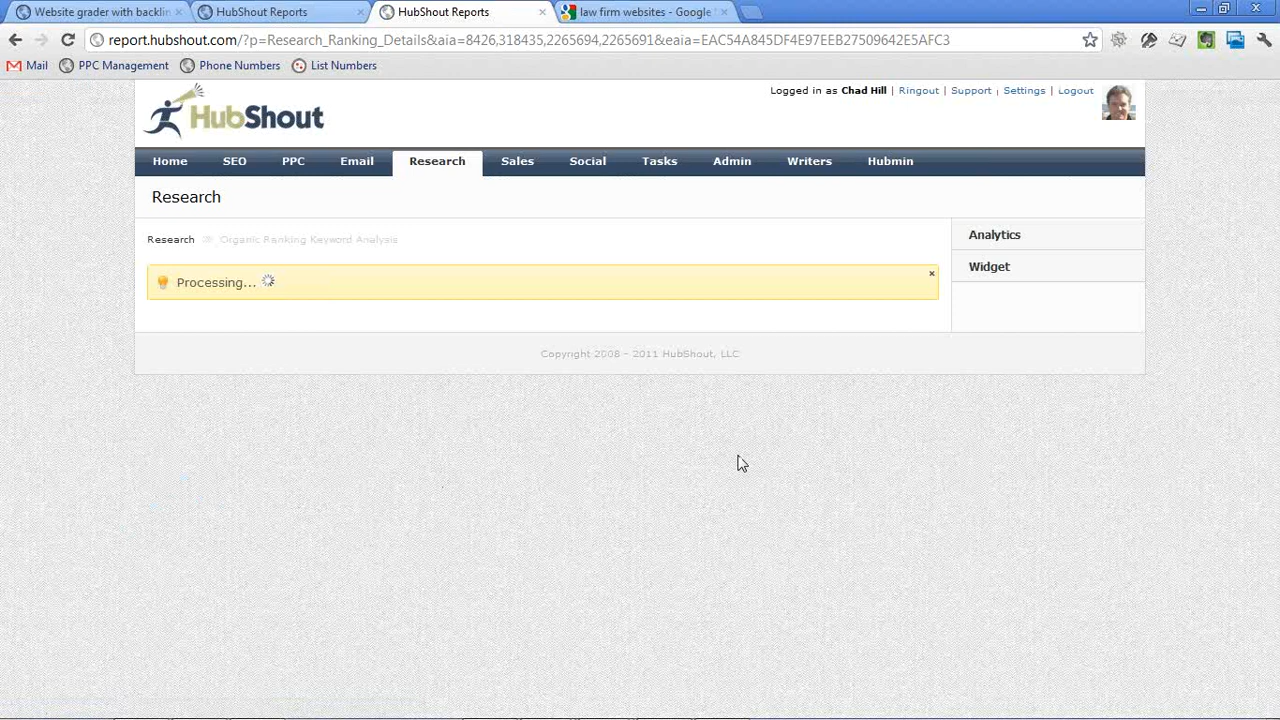 Website grader with backlin
HubShout Reports
HubShout Reports
law firm websites - Google
report.hubshout.com/?p=Research_Ranking_Details&aia=8426,318435,2265694,2265691&eaia=EAC54A845DF4E97EEB27509642E5AFC3
Mail
PPC Management
Phone Numbers
List Numbers
HubShout
Logged in as Chad Hill | Ringout | Support | Settings | Logout
Home
SEO
PPC
Email
Research
Sales
Social
Tasks
Admin
Writers
Hubmin
Research
Research
Organic Ranking Keyword Analysis
Analytics
Widget
Processing...
Copyright 2008 - 2011 HubShout, LLC